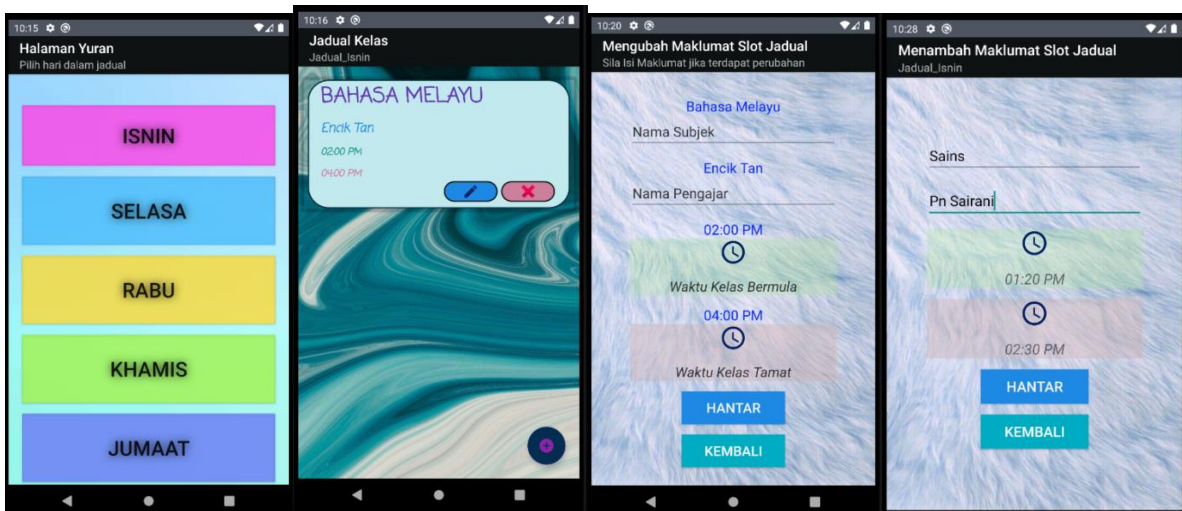 10:15
Halaman Yuran
Pilih hari dalam jadual
ISNIN
SELASA
RABU
KHAMIS
JUMAAT
10:16
Jadual Kelas
Jadual_Isnin
BAHASA MELAYU
Encik Tan
02:00 PM
04:00 PM
10:20
Mengubah Maklumat Slot Jadual
Sila Isi Maklumat jika terdapat perubahan
Bahasa Melayu
Nama Subjek
Encik Tan
Nama Pengajar
02:00 PM
Waktu Kelas Bermula
04:00 PM
Waktu Kelas Tamat
HANTAR
KEMBALI
10:28
Menambah Maklumat Slot Jadual
Jadual_Isnin
Sains
Pn Sairani
01:20 PM
02:30 PM
HANTAR
KEMBALI